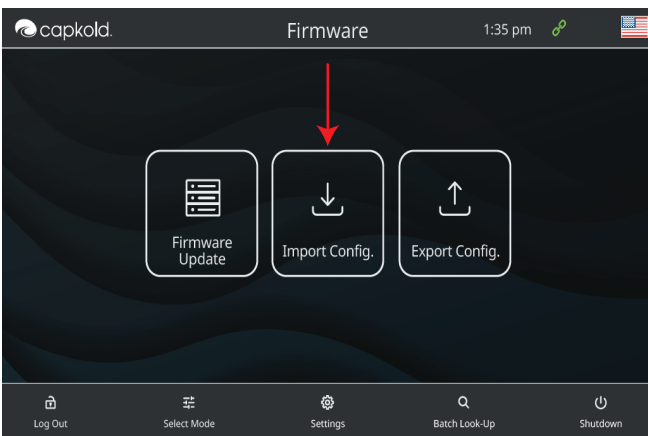 capkold.
Firmware
1:35 pm
Firmware
Update
Import Config.
Export Config.
Log Out
Select Mode
Settings
Batch Look-Up
Shutdown